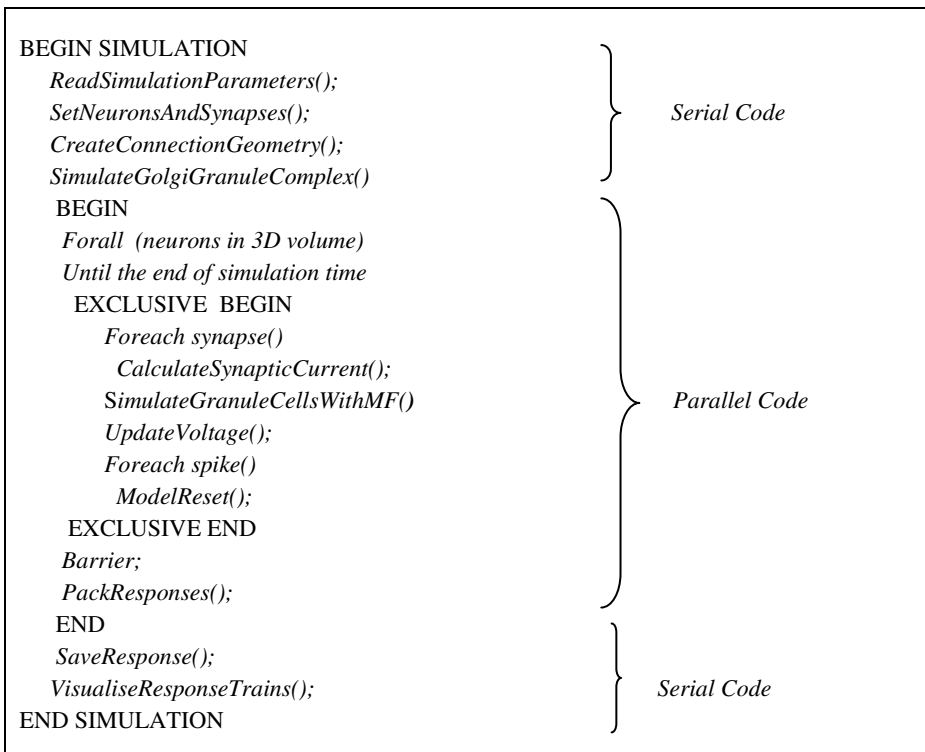 BEGIN SIMULATION
ReadSimulationParameters();
SetNeuronsAndSynapses();
Serial Code
CreateConnectionGeometry();
SimulateGolgiGranuleComplex()
BEGIN
Forall (neurons in 3D volume)
Until the end of simulation time
EXCLUSIVE BEGIN
Foreach synapse()
CalculateSynapticCurrent();
SimulateGranuleCellsWithMF()
Parallel Code
UpdateVoltage();
Foreach spike()
ModelReset();
EXCLUSIVE END
Barrier;
PackResponses();
END
SaveResponse();
VisualiseResponseTrains();
Serial Code
END SIMULATION